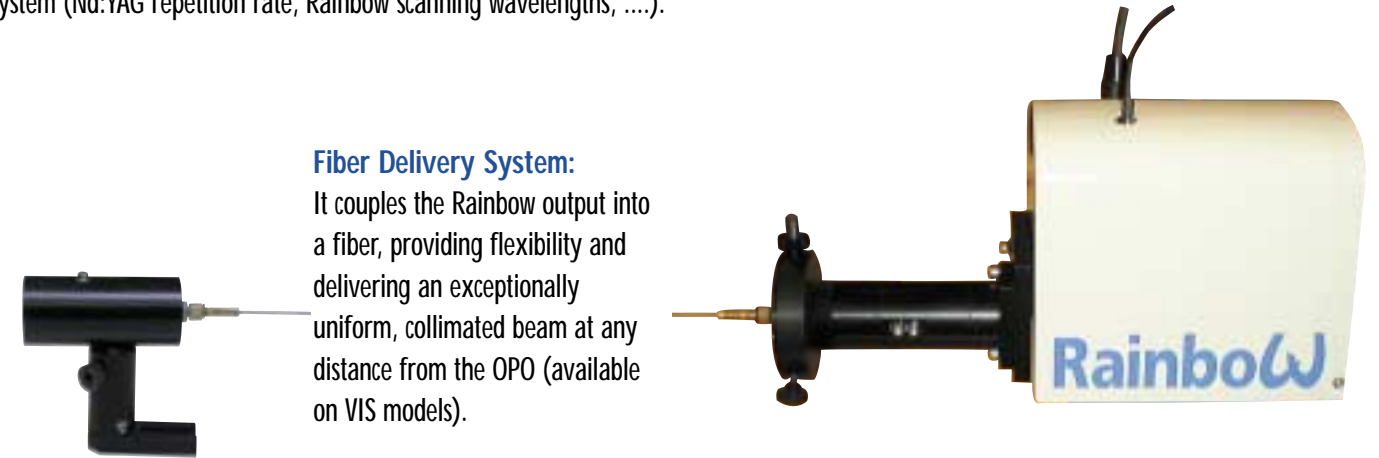 ystem (Nd:YAG repetition rate, Rainbow scanning wavelengths, ....).
Fiber Delivery System:
It couples the Rainbow output into
a fiber, providing flexibility and
delivering an exceptionally
uniform, collimated beam at any
distance from the OPO (available
on VIS models).
Rainbow